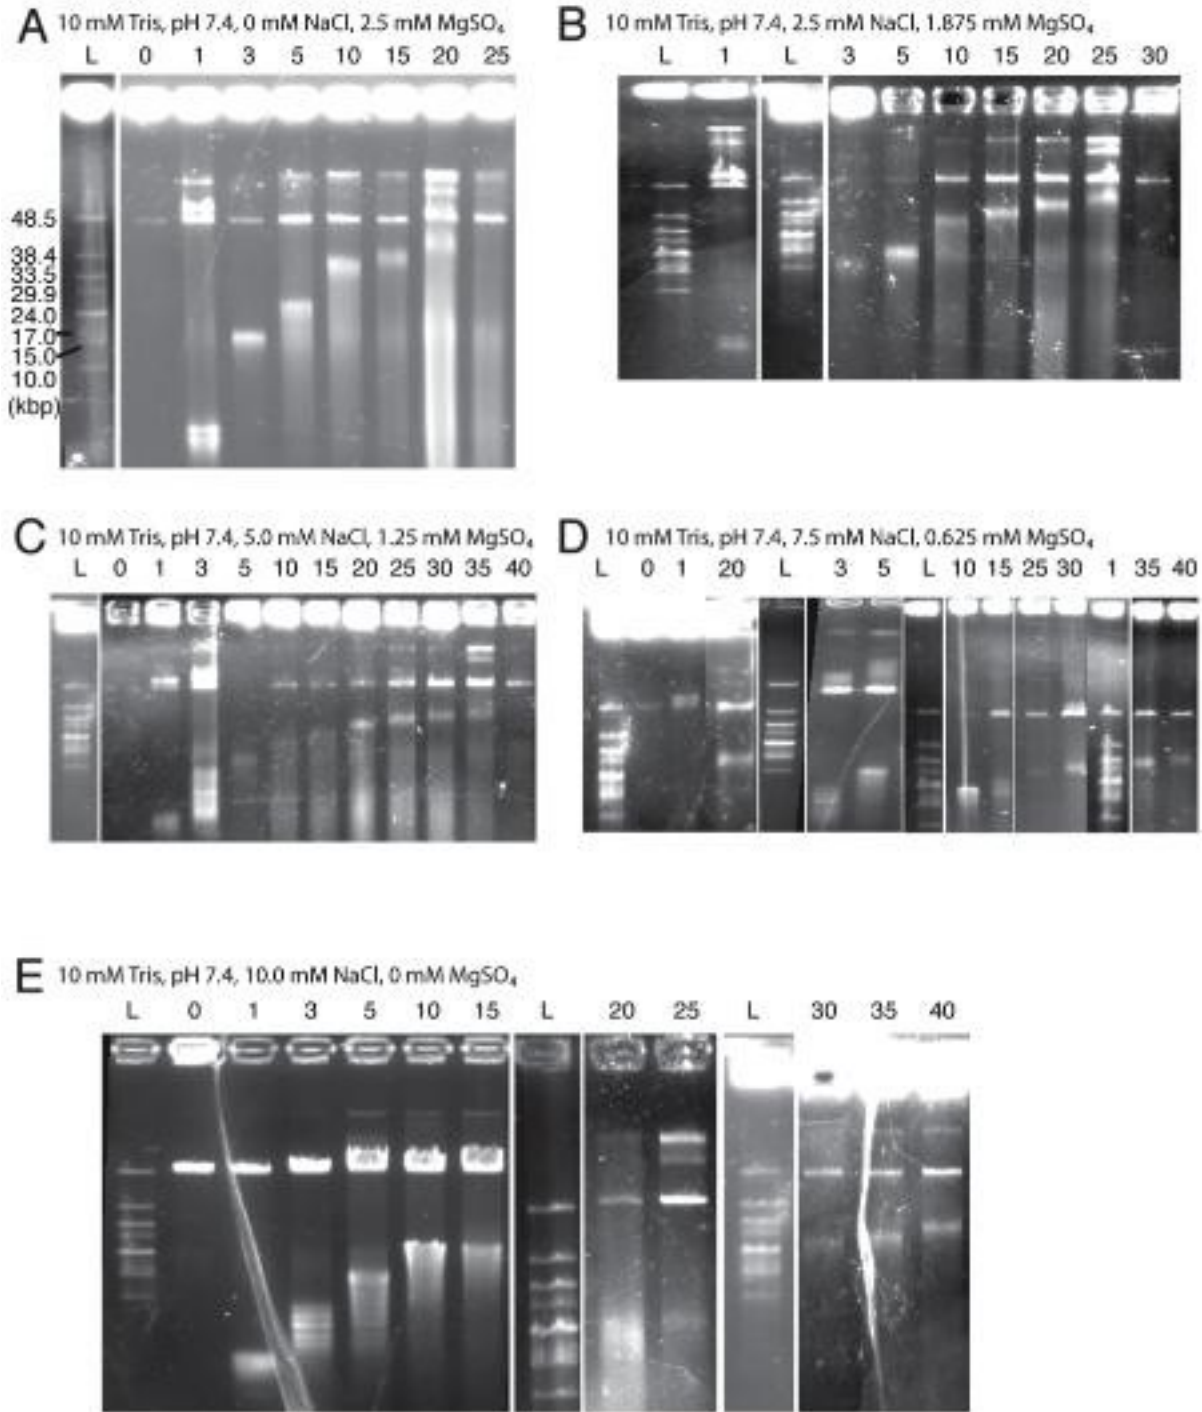 A 10 mM Tris, pH 7.4, 0 mM NaCl, 2.5 mM MgSO₄
L 0 1 3 5 10 15 20 25
48.5
38.4
33.5
29.9
24.0
17.0
15.0
10.0
(kbp)
B 10 mM Tris, pH 7.4, 2.5 mM NaCl, 1.875 mM MgSO₄
L 1 L 3 5 10 15 20 25 30
C 10 mM Tris, pH 7.4, 5.0 mM NaCl, 1.25 mM MgSO₄
L 0 1 3 5 10 15 20 25 30 35 40
D 10 mM Tris, pH 7.4, 7.5 mM NaCl, 0.625 mM MgSO₄
L 0 1 20 L 3 5 L 10 15 25 30 1 35 40
E 10 mM Tris, pH 7.4, 10.0 mM NaCl, 0 mM MgSO₄
L 0 1 3 5 10 15 L 20 25 L 30 35 40